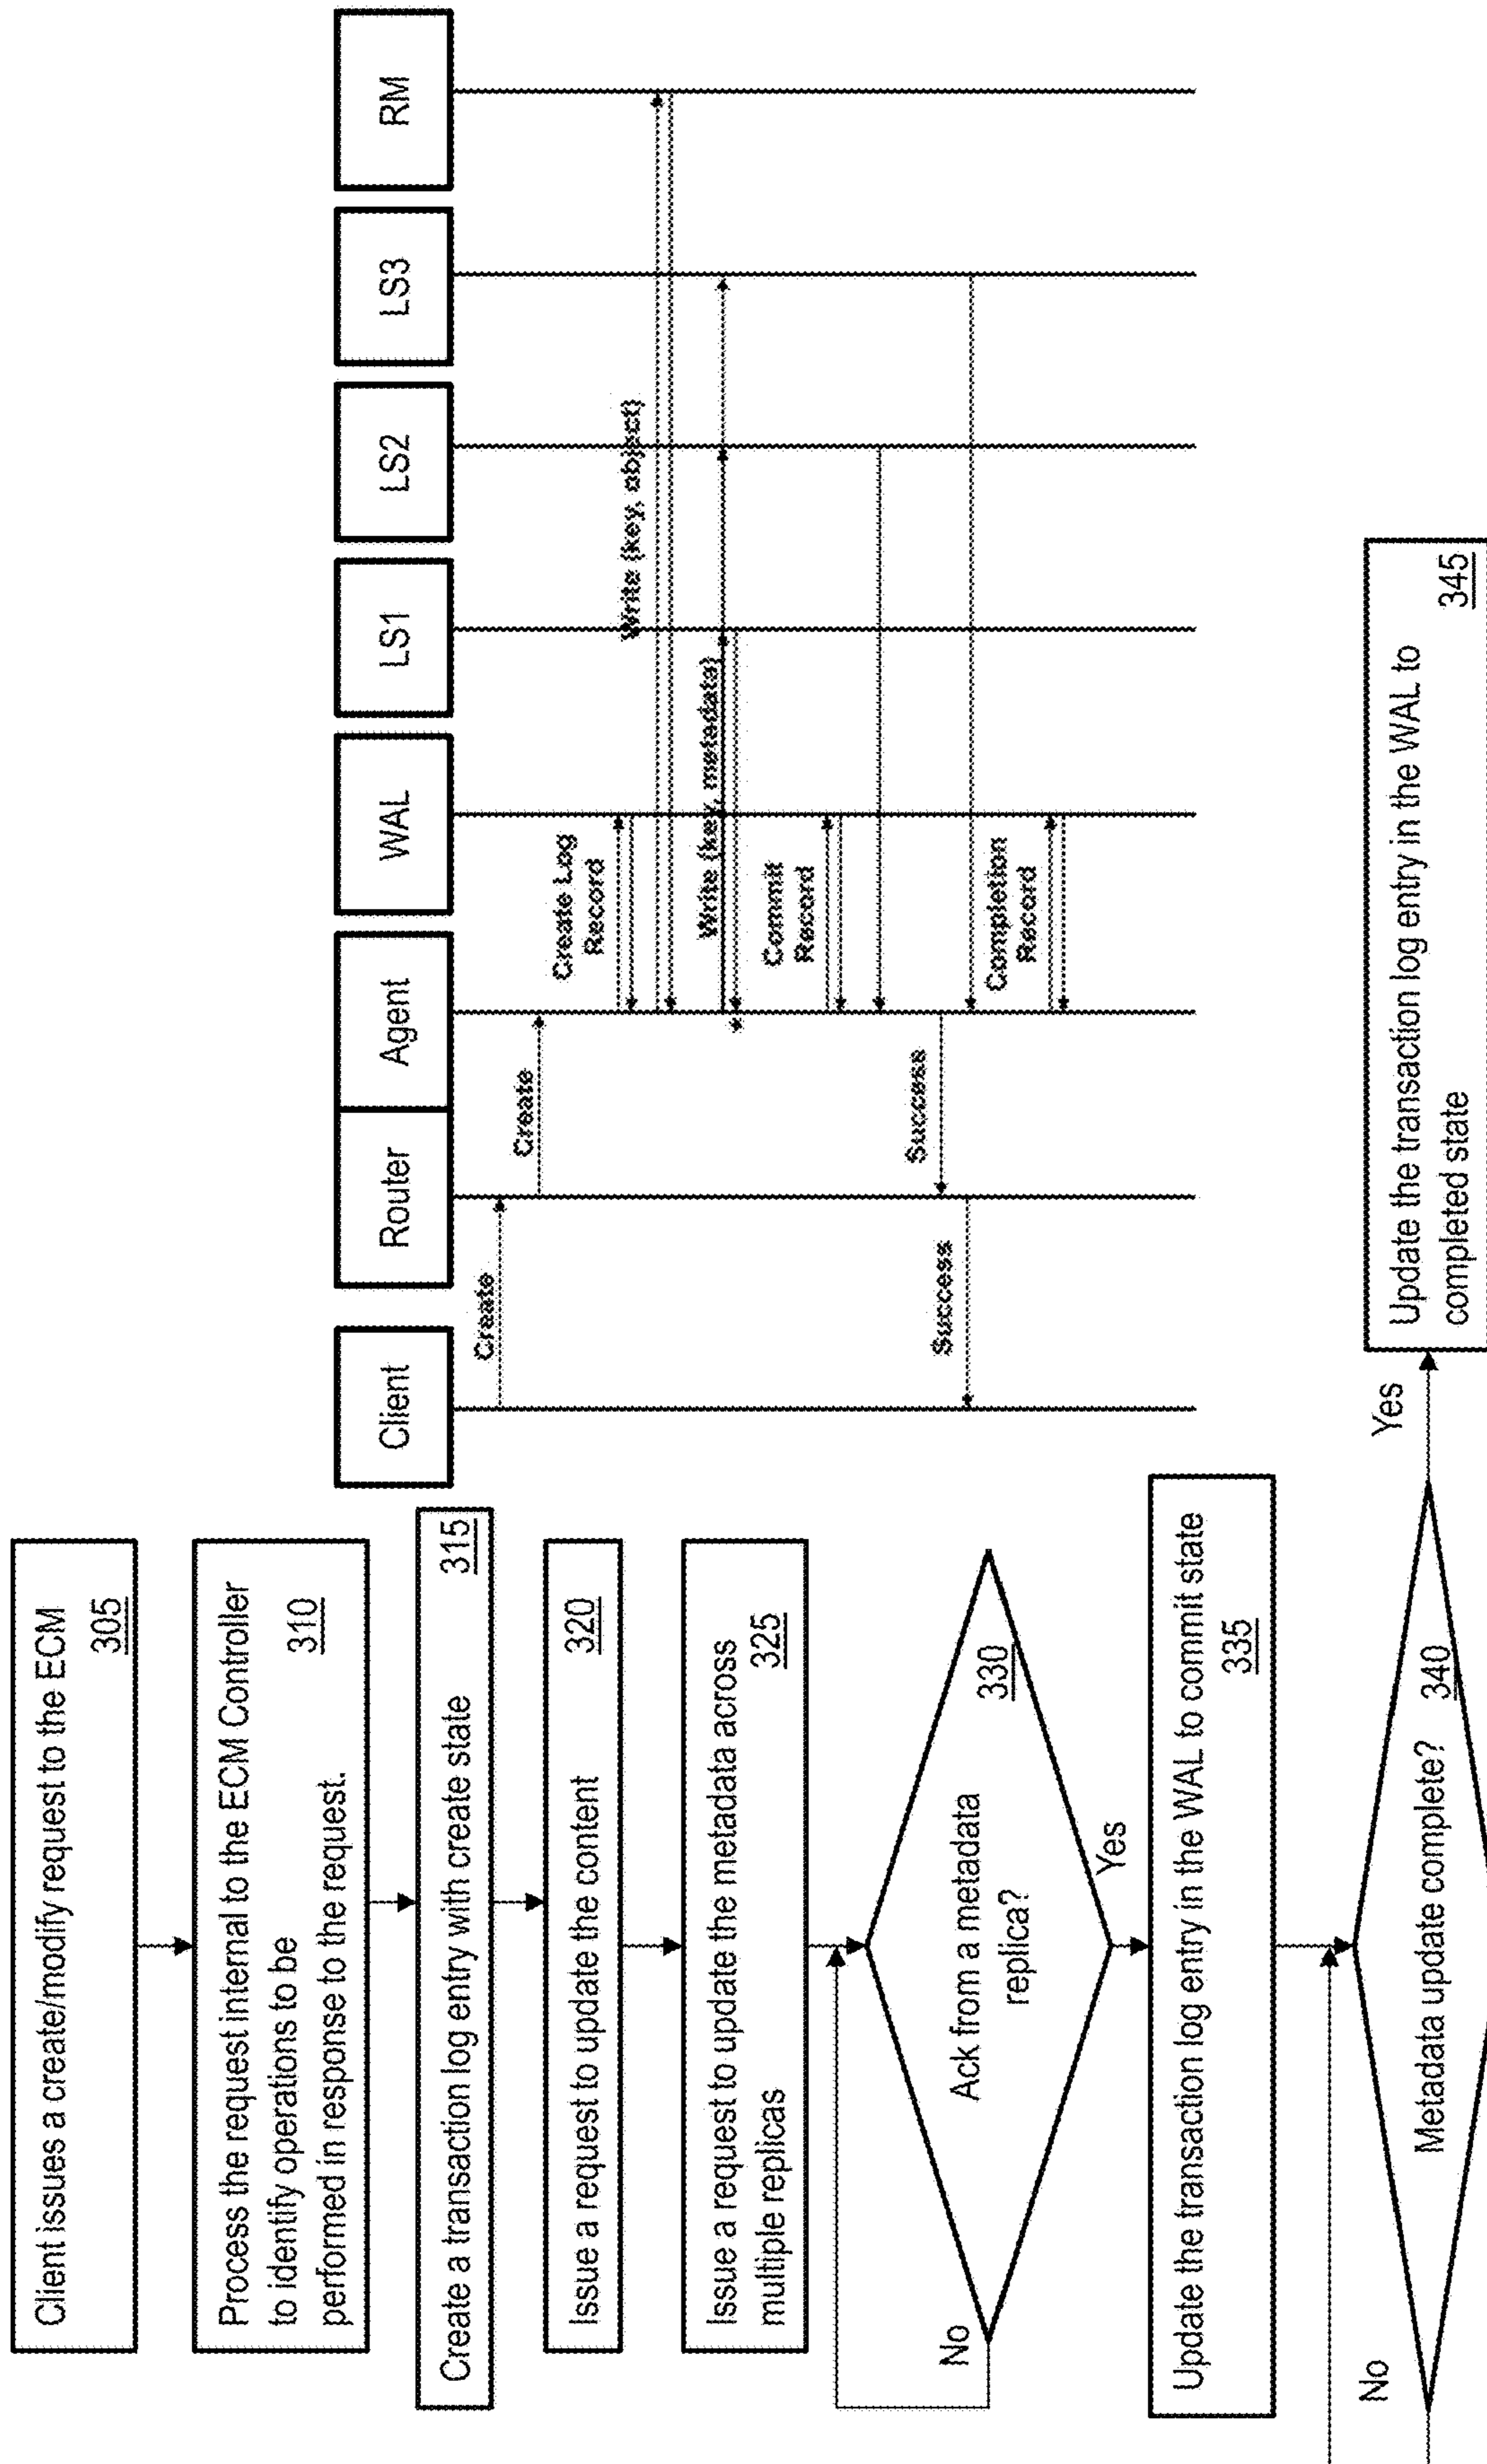 Client issues a create/modify request to the ECM
305
Process the request internal to the ECM Controller
to identify operations to be
performed in response to the request.
310
Create a transaction log entry with create state
315
Issue a request to update the content
320
Issue a request to update the metadata across
multiple replicas
325
Ack from a metadata
replica?
330
No
Yes
Update the transaction log entry in the WAL to commit state
335
Metadata update complete?
340
No
Yes
Update the transaction log entry in the WAL to
completed state
345
Client
Router
Agent
WAL
LS1
LS2
LS3
RM
Create
Create
Create Log
Record
Write (key, object)
Write (key, metadata)
Commit
Record
Success
Success
Completion
Record